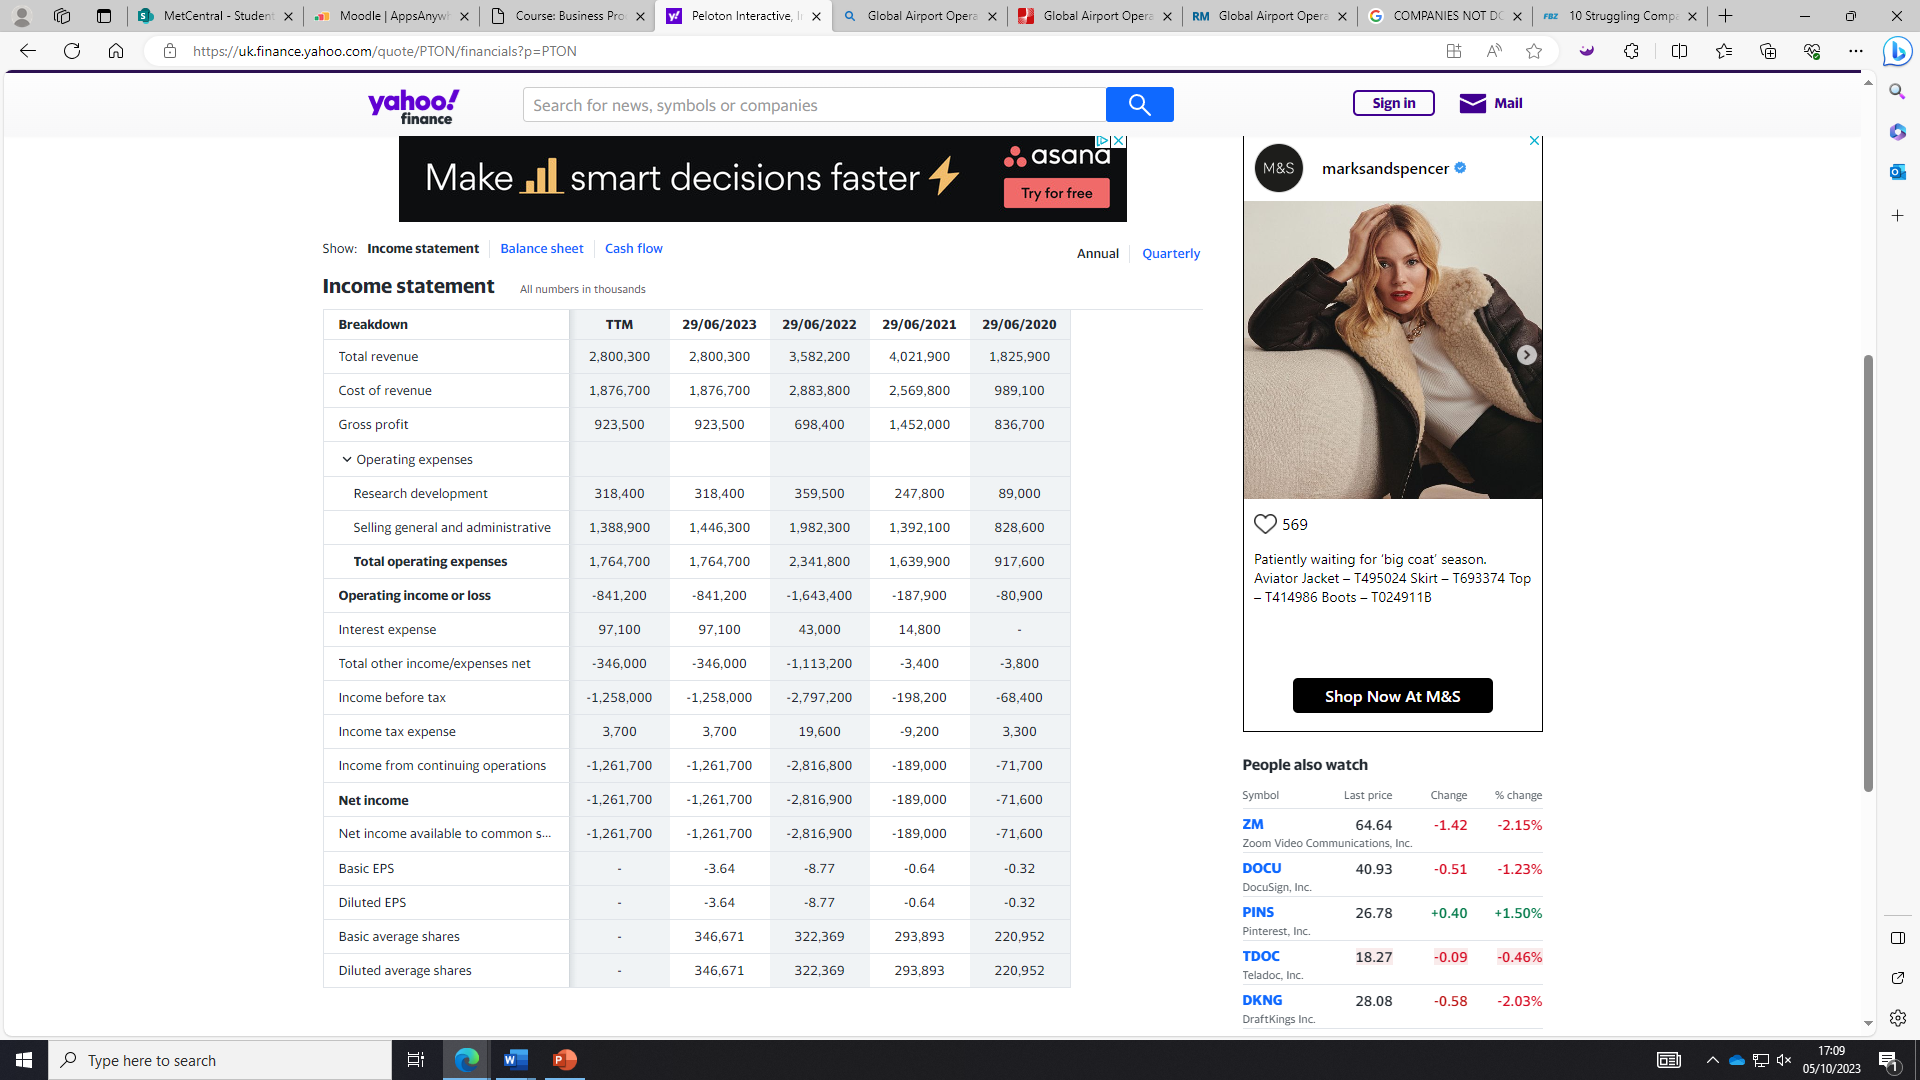 MetCentral - Student
Moodle | AppsAnywh
Course: Business Pro
Peloton Interactive, I
Global Airport Opera
Global Airport Opera
Global Airport Opera
COMPANIES NOT DO
10 Struggling Compa
https://uk.finance.yahoo.com/quote/PTON/financials?p=PTON
yahoo!
finance
Search for news, symbols or companies
Sign in
Mail
Make smart decisions faster
asana
Try for free
Show: Income statement Balance sheet Cash flow
Annual Quarterly
Income statement All numbers in thousands
Breakdown TTM 29/06/2023 29/06/2022 29/06/2021 29/06/2020
Total revenue 2,800,300 2,800,300 3,582,200 4,021,900 1,825,900
Cost of revenue 1,876,700 1,876,700 2,883,800 2,569,800 989,100
Gross profit 923,500 923,500 698,400 1,452,000 836,700
Operating expenses
Research development 318,400 318,400 359,500 247,800 89,000
Selling general and administrative 1,388,900 1,446,300 1,982,300 1,392,100 828,600
Total operating expenses 1,764,700 1,764,700 2,341,800 1,639,900 917,600
Operating income or loss -841,200 -841,200 -1,643,400 -187,900 -80,900
Interest expense 97,100 97,100 43,000 14,800 -
Total other income/expenses net -346,000 -346,000 -1,113,200 -3,400 -3,800
Income before tax -1,258,000 -1,258,000 -2,797,200 -198,200 -68,400
Income tax expense 3,700 3,700 19,600 -9,200 3,300
Income from continuing operations -1,261,700 -1,261,700 -2,816,800 -189,000 -71,700
Net income -1,261,700 -1,261,700 -2,816,900 -189,000 -71,600
Net income available to common s... -1,261,700 -1,261,700 -2,816,900 -189,000 -71,600
Basic EPS - -3.64 -8.77 -0.64 -0.32
Diluted EPS - -3.64 -8.77 -0.64 -0.32
Basic average shares - 346,671 322,369 293,893 220,952
Diluted average shares - 346,671 322,369 293,893 220,952
M&S
marksandspencer
569
Patiently waiting for 'big coat' season.
Aviator Jacket – T495024 Skirt – T693374 Top
– T414986 Boots – T024911B
Shop Now At M&S
People also watch
Symbol Last price Change % change
ZM 64.64 -1.42 -2.15%
Zoom Video Communications, Inc.
DOCU 40.93 -0.51 -1.23%
DocuSign, Inc.
PINS 26.78 +0.40 +1.50%
Pinterest, Inc.
TDOC 18.27 -0.09 -0.46%
Teladoc, Inc.
DKNG 28.08 -0.58 -2.03%
DraftKings Inc.
Type here to search
17:09
05/10/2023
1